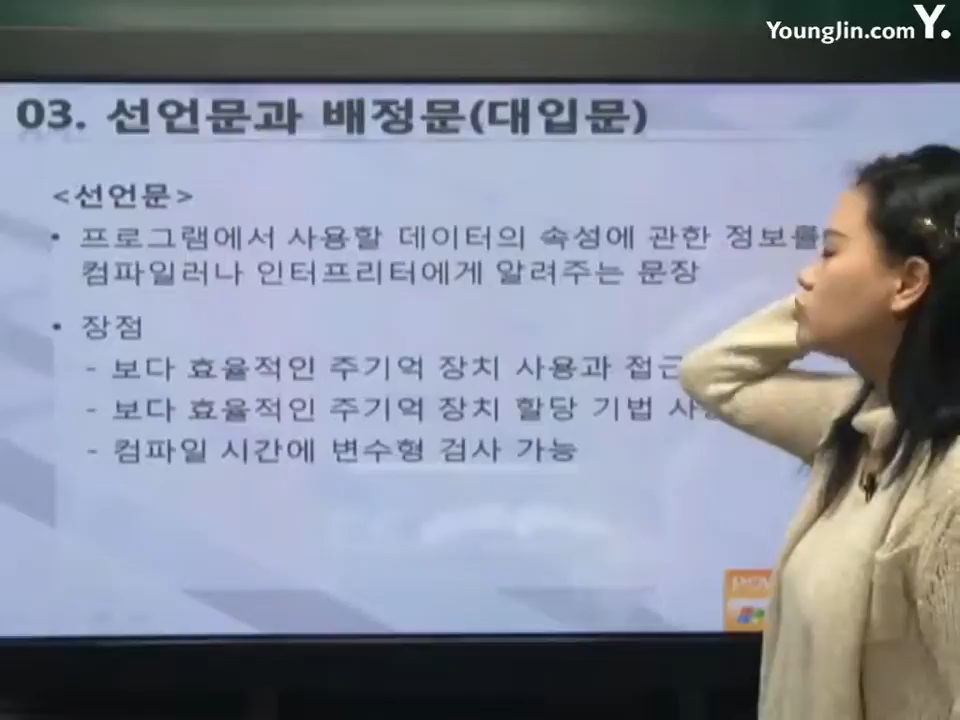 YoungJin.com Y.
03. 선언문과 배정문(대입문)
<선언문>
• 프로그램에서 사용할 데이터의 속성에 관한 정보를
컴파일러나 인터프리터에게 알려주는 문장
• 장점
- 보다 효율적인 주기억 장치 사용과
- 보다 효율적인 주기억 장치 할당 기법
- 컴파일 시간에 변수형 검사 가능